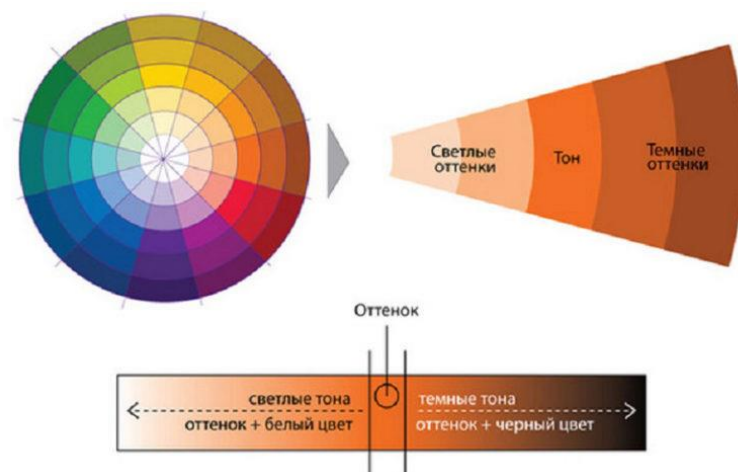 Светлые
оттенки
Тон
Темные
оттенки
Оттенок
светлые тона
оттенок + белый цвет
темные тона
оттенок + черный цвет